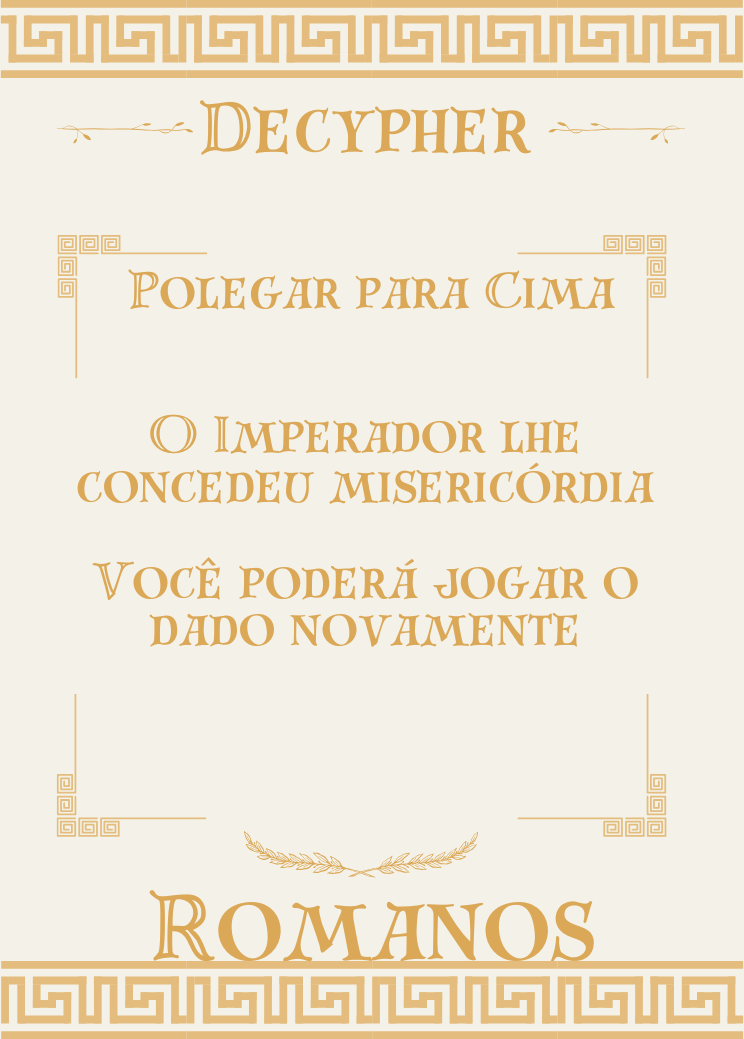 Decypher
Polegar para Cima
O Imperador lhe
concedeu misericórdia
Você poderá jogar o
dado novamente
Romanos